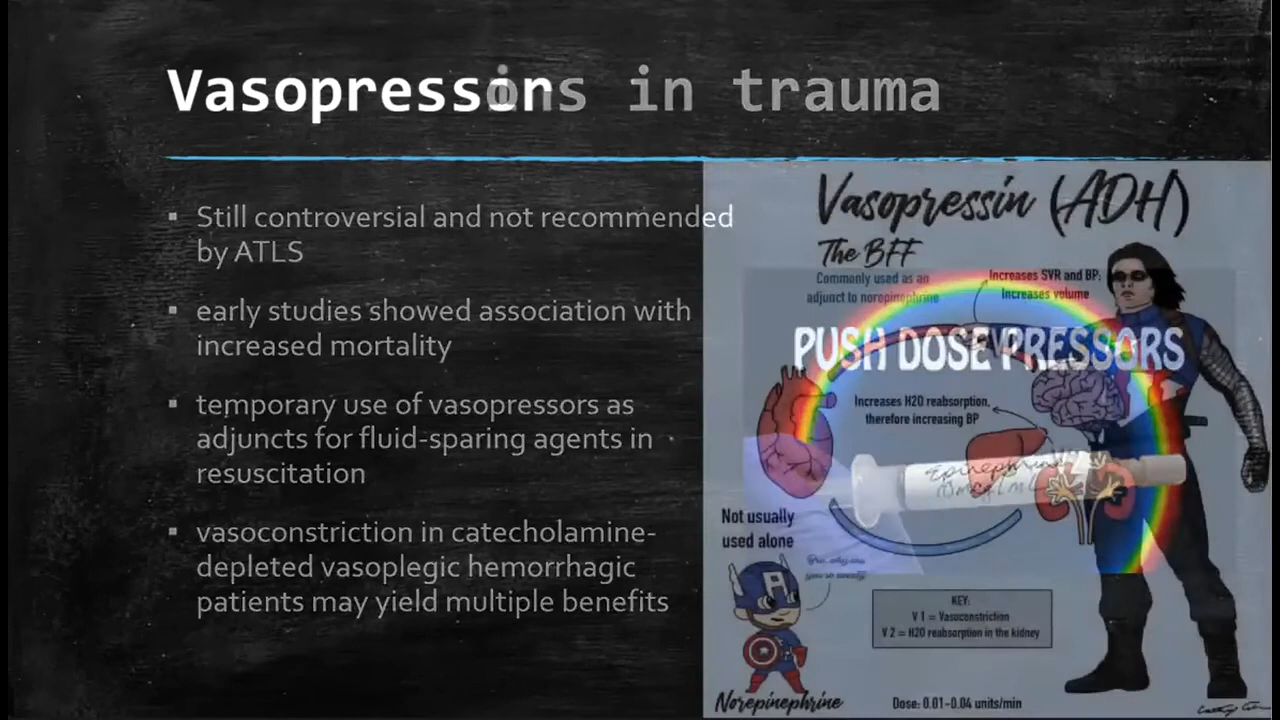 Vasopressors in trauma
Vasopressin
Still controversial and not recommended
by ATLS
early studies showed association with
increased mortality
temporary use of vasopressors as
adjuncts for fluid-sparing agents in
resuscitation
vasoconstriction in catecholamine-
depleted vasoplegic hemorrhagic
patients may yield multiple benefits
Vasopressin (ADH)
The BFF
Commonly used as an
adjunct to norepinephrine
Increases SVR and BP;
Increases volume
PUSH DOSE PRESSORS
Increases H2O reabsorption,
therefore increasing BP
Epinephrine
Not usually
used alone
KEY:
V 1 = Vasoconstriction
V 2 = H2O reabsorption in the kidney
Norepinephrine
Dose: 0.01-0.04 units/min